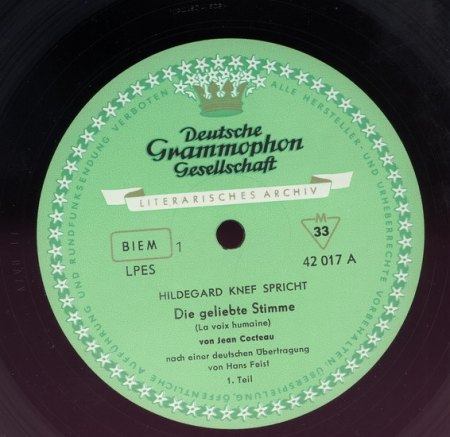 ALLE HERSTELLER- UND URHEBERRECHTE VORBEHALTEN. ÜBERSPIELUNG, ÖFFENTLICHE AUFFÜHRUNG UND RUNDFUNKSENDUNG VERBOTEN
Deutsche
Grammophon
Gesellschaft
LITERARISCHES ARCHIV
BIEM 1
LPES
M
33
42 017 A
HILDEGARD KNEF SPRICHT
Die geliebte Stimme
(La voix humaine)
von Jean Cocteau
nach einer deutschen Übertragung
von Hans Feist
1. Teil